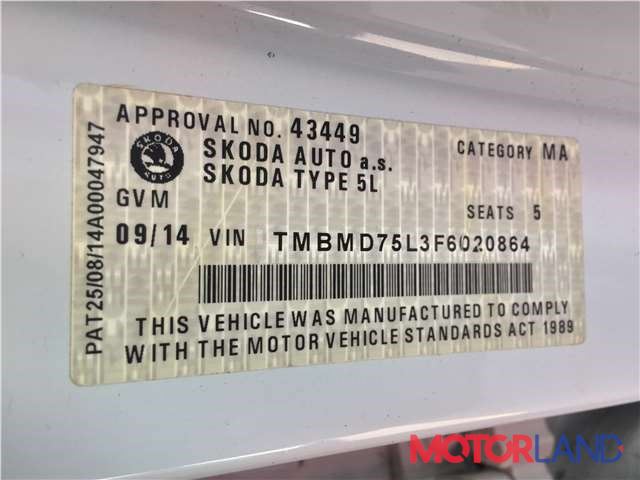 APPROVAL NO. 43449
SKODA AUTO a.s.
SKODA TYPE 5L
CATEGORY MA
SKODA
AUTO
GVM
SEATS 5
09/14 VIN TMBMD75L3F6020864
THIS VEHICLE WAS MANUFACTURED TO COMPLY
WITH THE MOTOR VEHICLE STANDARDS ACT 1989
PAT25/08/14A00047947
MOTORLAND